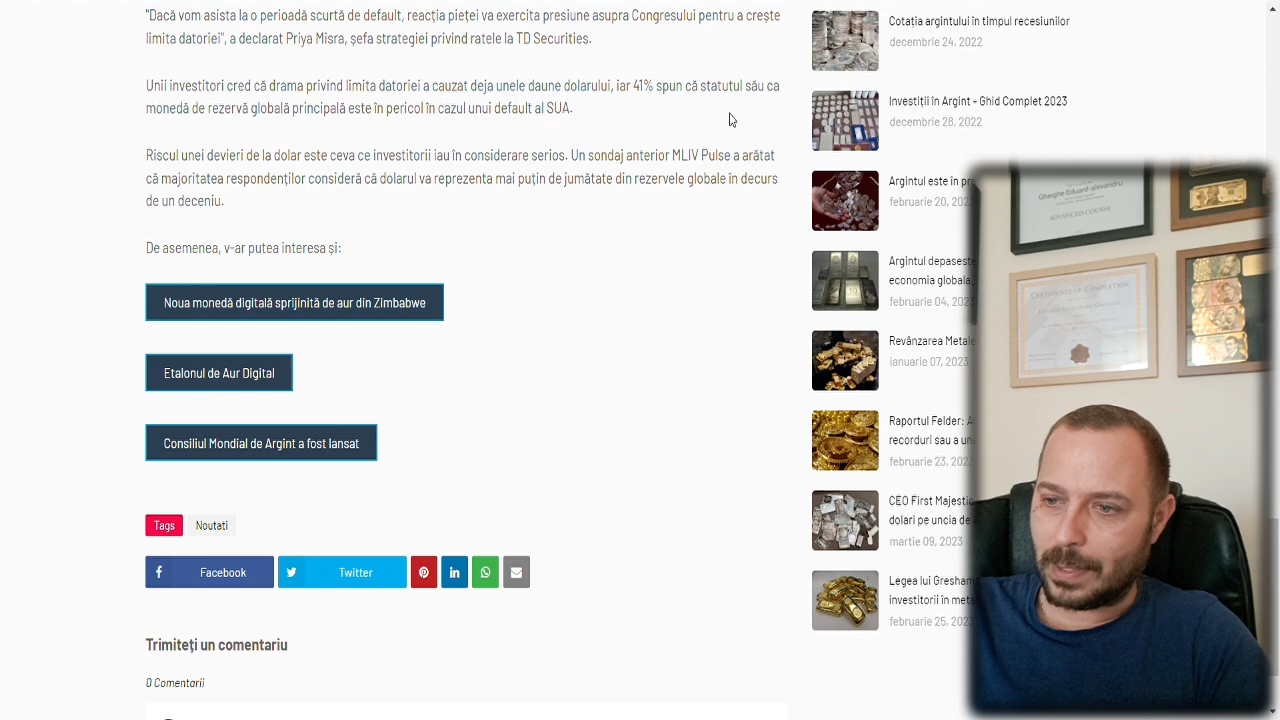 "Dacă vom asista la o perioadă scurtă de default, reacția pieței va exercita presiune asupra Congresului pentru a crește
limita datoriei", a declarat Priya Misra, șefa strategiei privind ratele la TD Securities.
Unii investitori cred că drama privind limita datoriei a cauzat deja unele daune dolarului, iar 41% spun că statutul său ca
monedă de rezervă globală principală este în pericol în cazul unui default al SUA.
Riscul unei devieri de la dolar este ceva ce investitorii iau în considerare serios. Un sondaj anterior MLIV Pulse a arătat
că majoritatea respondenților consideră că dolarul va reprezenta mai puțin de jumătate din rezervele globale în decurs
de un deceniu.
De asemenea, v-ar putea interesa și:
Noua monedă digitală sprijinită de aur din Zimbabwe
Etalonul de Aur Digital
Consiliul Mondial de Argint a fost lansat
Tags Noutati
Facebook Twitter
Trimiteți un comentariu
0 Comentarii
Cotația argintului în timpul recesiunilor
decembrie 24, 2022
Investiții în Argint - Ghid Complet 2023
decembrie 28, 2022
Argintul este în
februarie 20, 2023
Argintul depaseste
economia globala
februarie 04, 2023
Revânzarea Metale
ianuarie 07, 2023
Raportul Felder:
recorduri sau a
februarie 23, 2023
CEO First Majestic
dolari pe uncia de
martie 09, 2023
Legea lui Gresham
investitorii în
februarie 25, 2023
Gherghe Eduard-alexandru
ADVANCED COURSE
CERTIFICATE OF COMPLETION